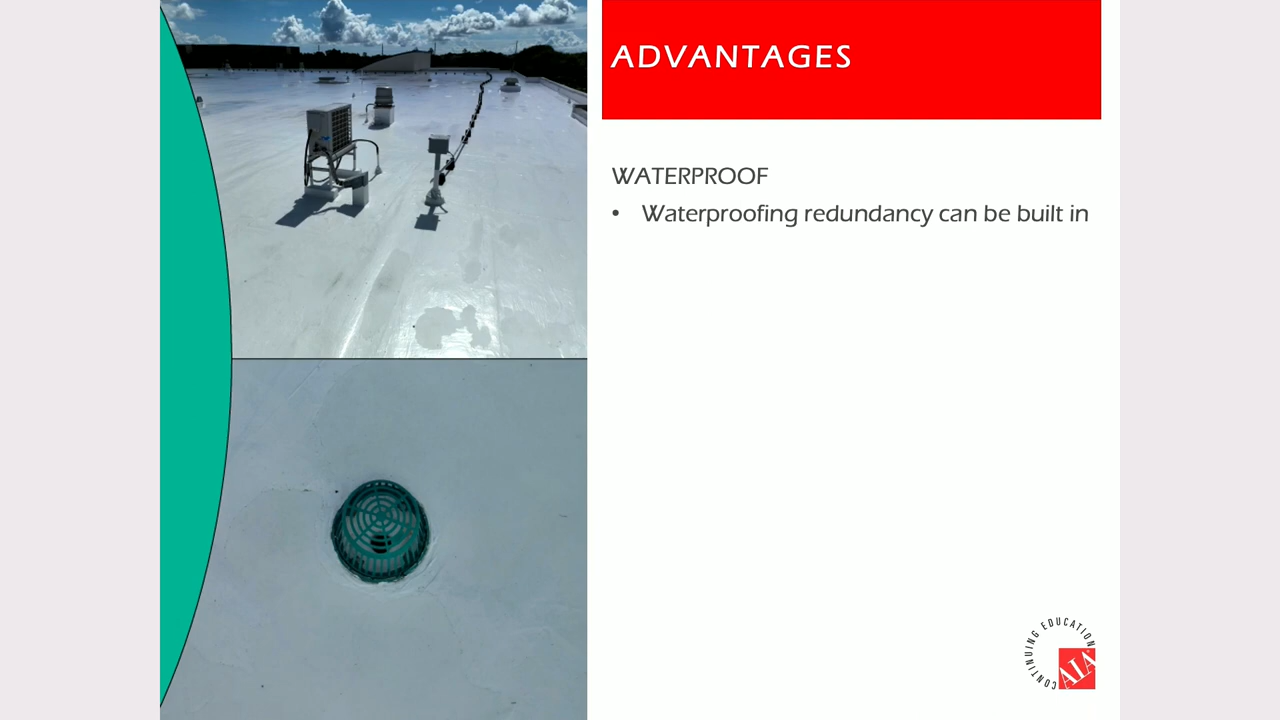 ADVANTAGES
WATERPROOF
• Waterproofing redundancy can be built in
CONTINUING EDUCATION
AIA